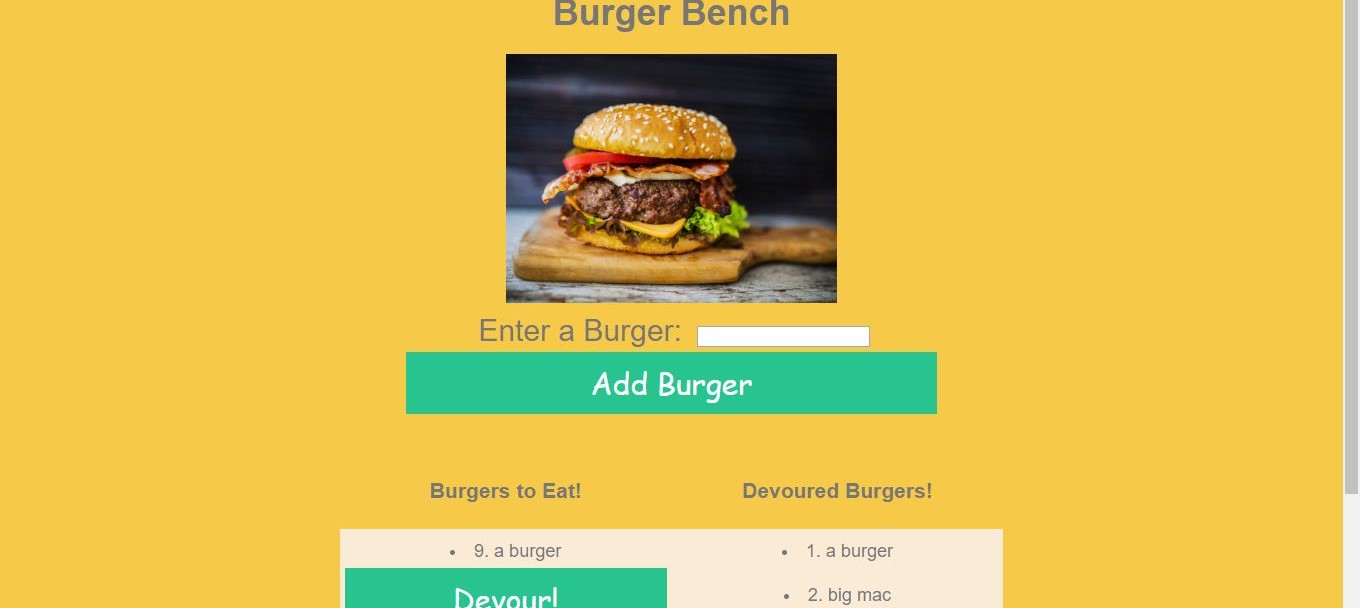 Burger Bench
Enter a Burger:
Add Burger
Burgers to Eat!
Devoured Burgers!
9. a burger
1. a burger
Devour!
2. big mac